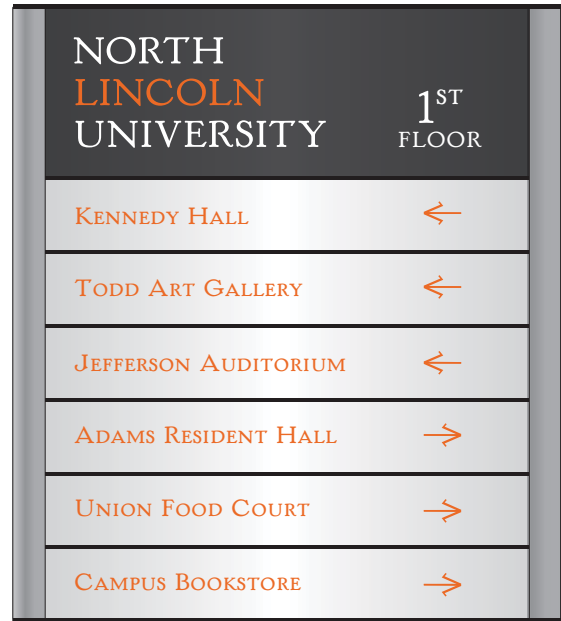 NORTH
LINCOLN
UNIVERSITY
1ST
FLOOR
KENNEDY HALL
TODD ART GALLERY
JEFFERSON AUDITORIUM
ADAMS RESIDENT HALL
UNION FOOD COURT
CAMPUS BOOKSTORE